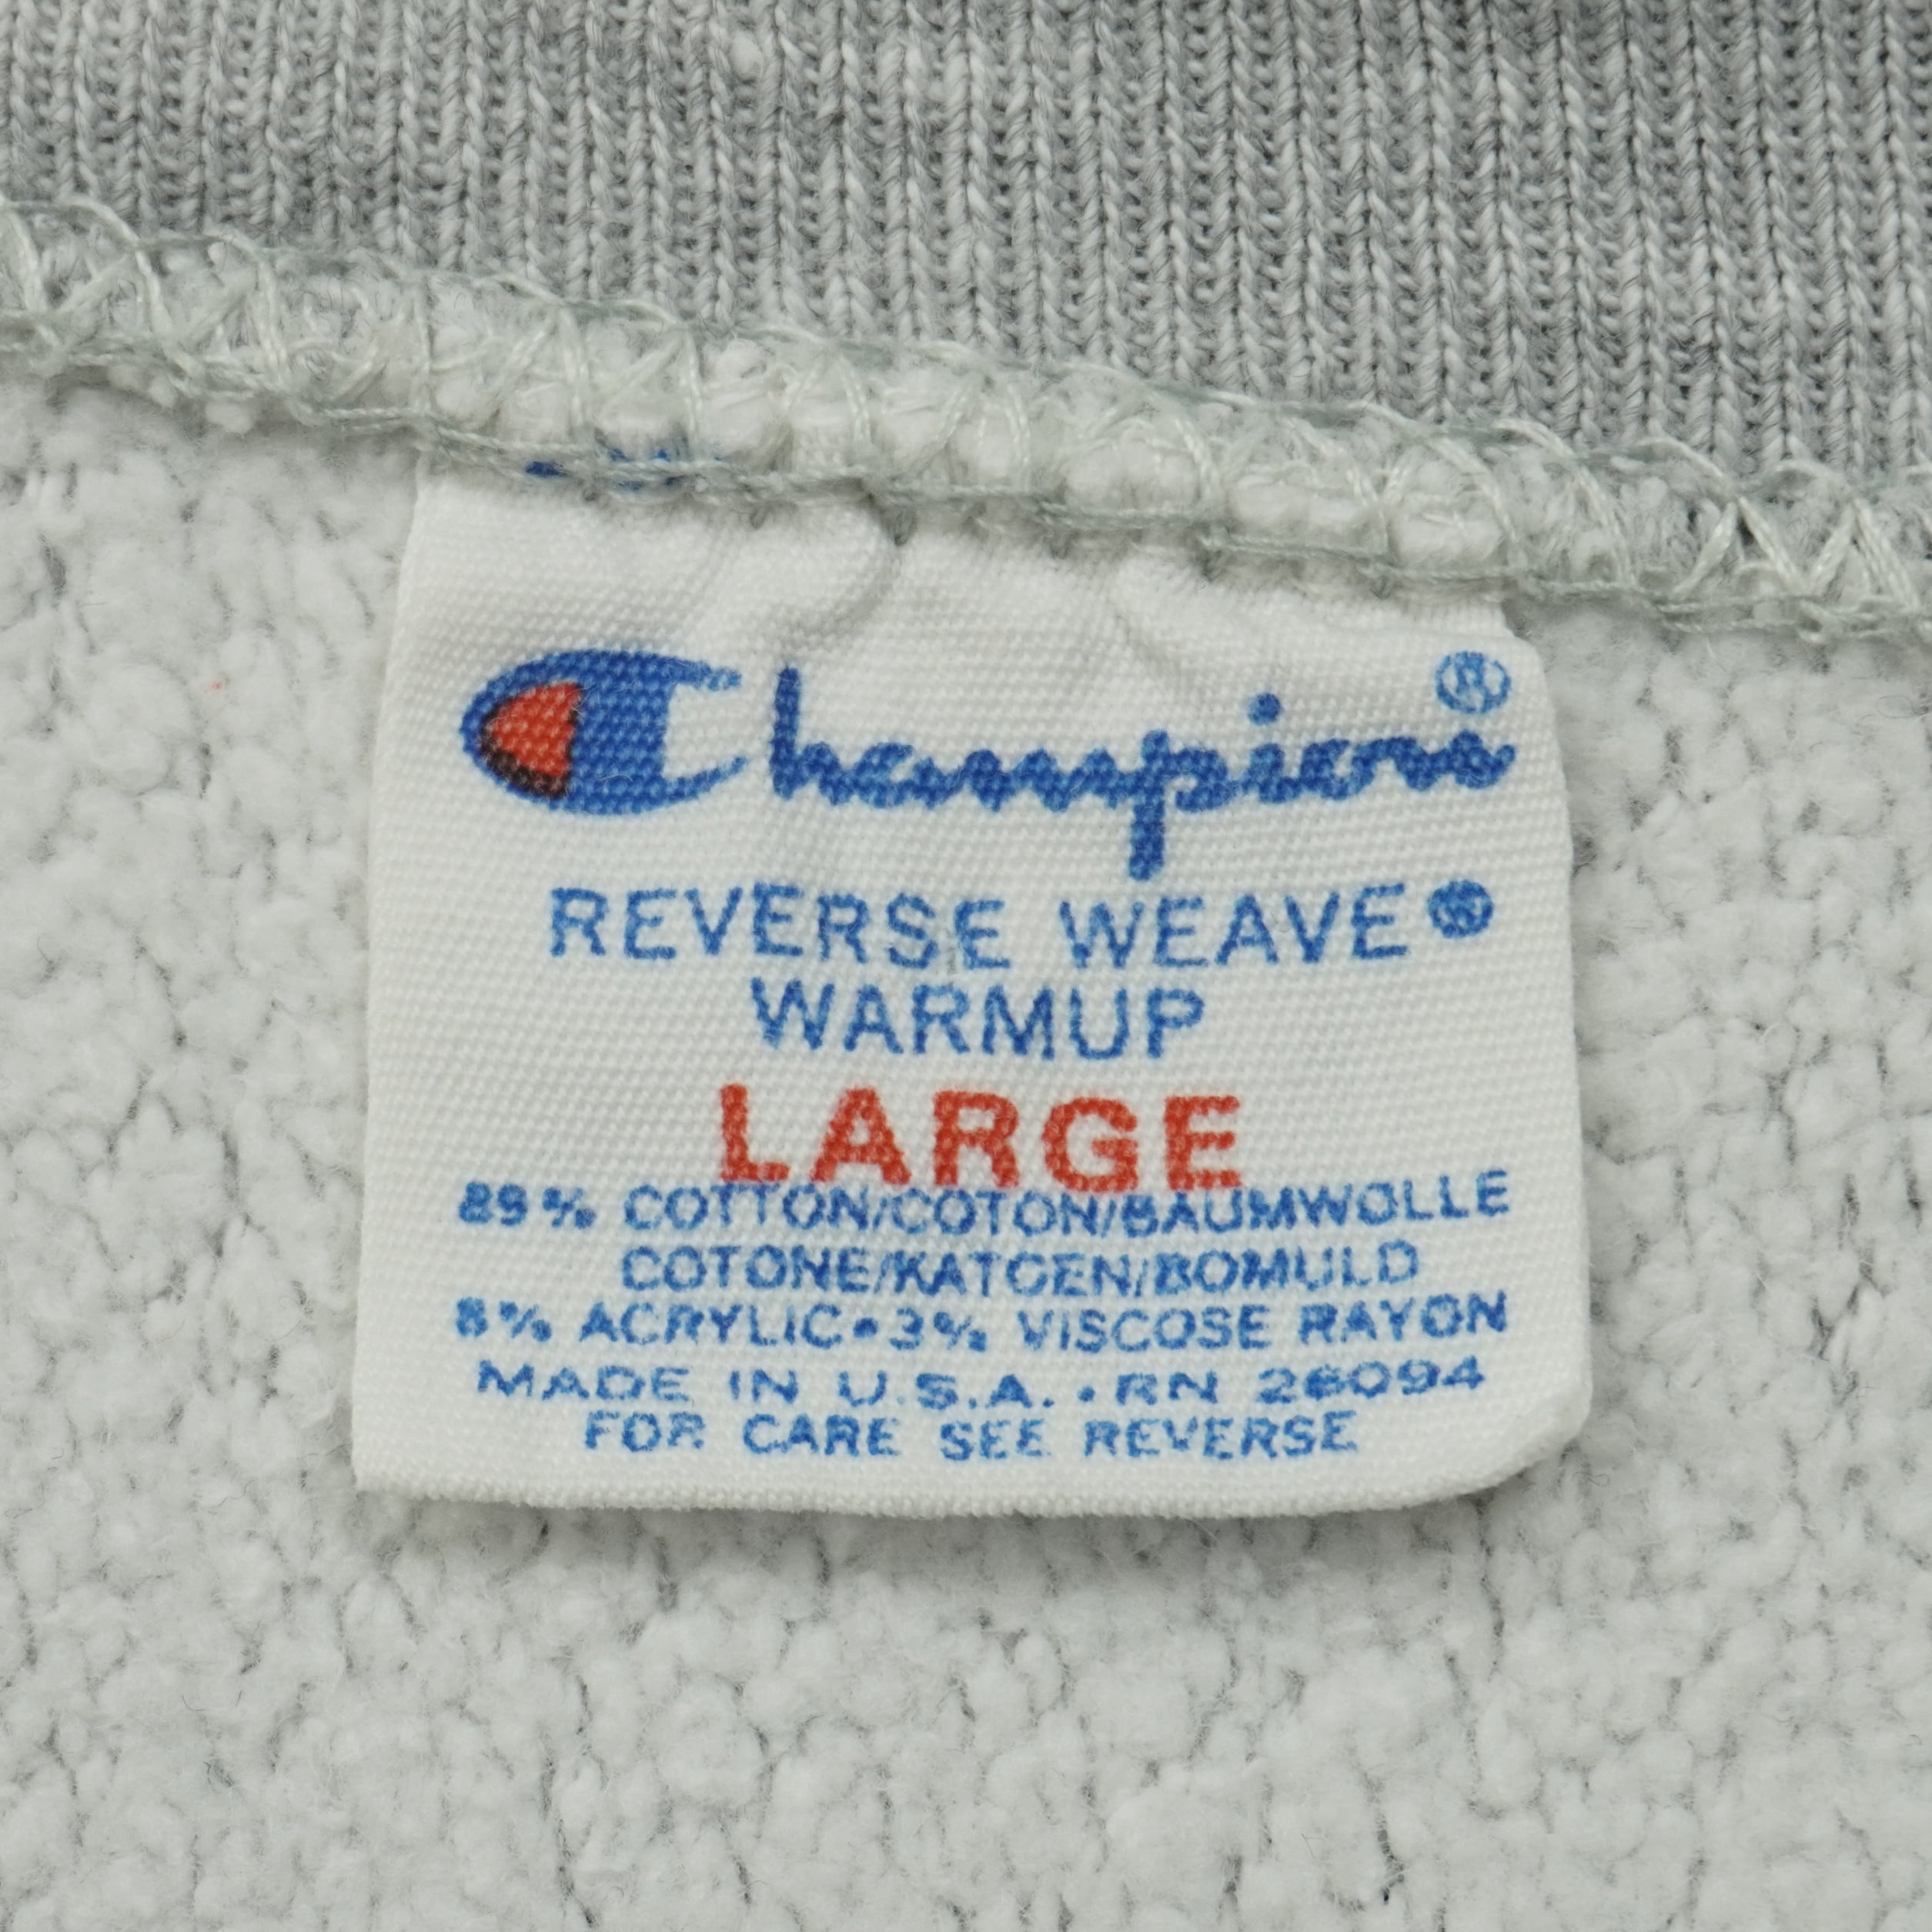 Champion®
REVERSE WEAVE®
WARMUP
LARGE
89% COTTON/COTON/BAUMWOLLE
COTONE/KATOEN/BOMULD
8% ACRYLIC•3% VISCOSE RAYON
MADE IN U.S.A. • RN 26094
FOR CARE SEE REVERSE